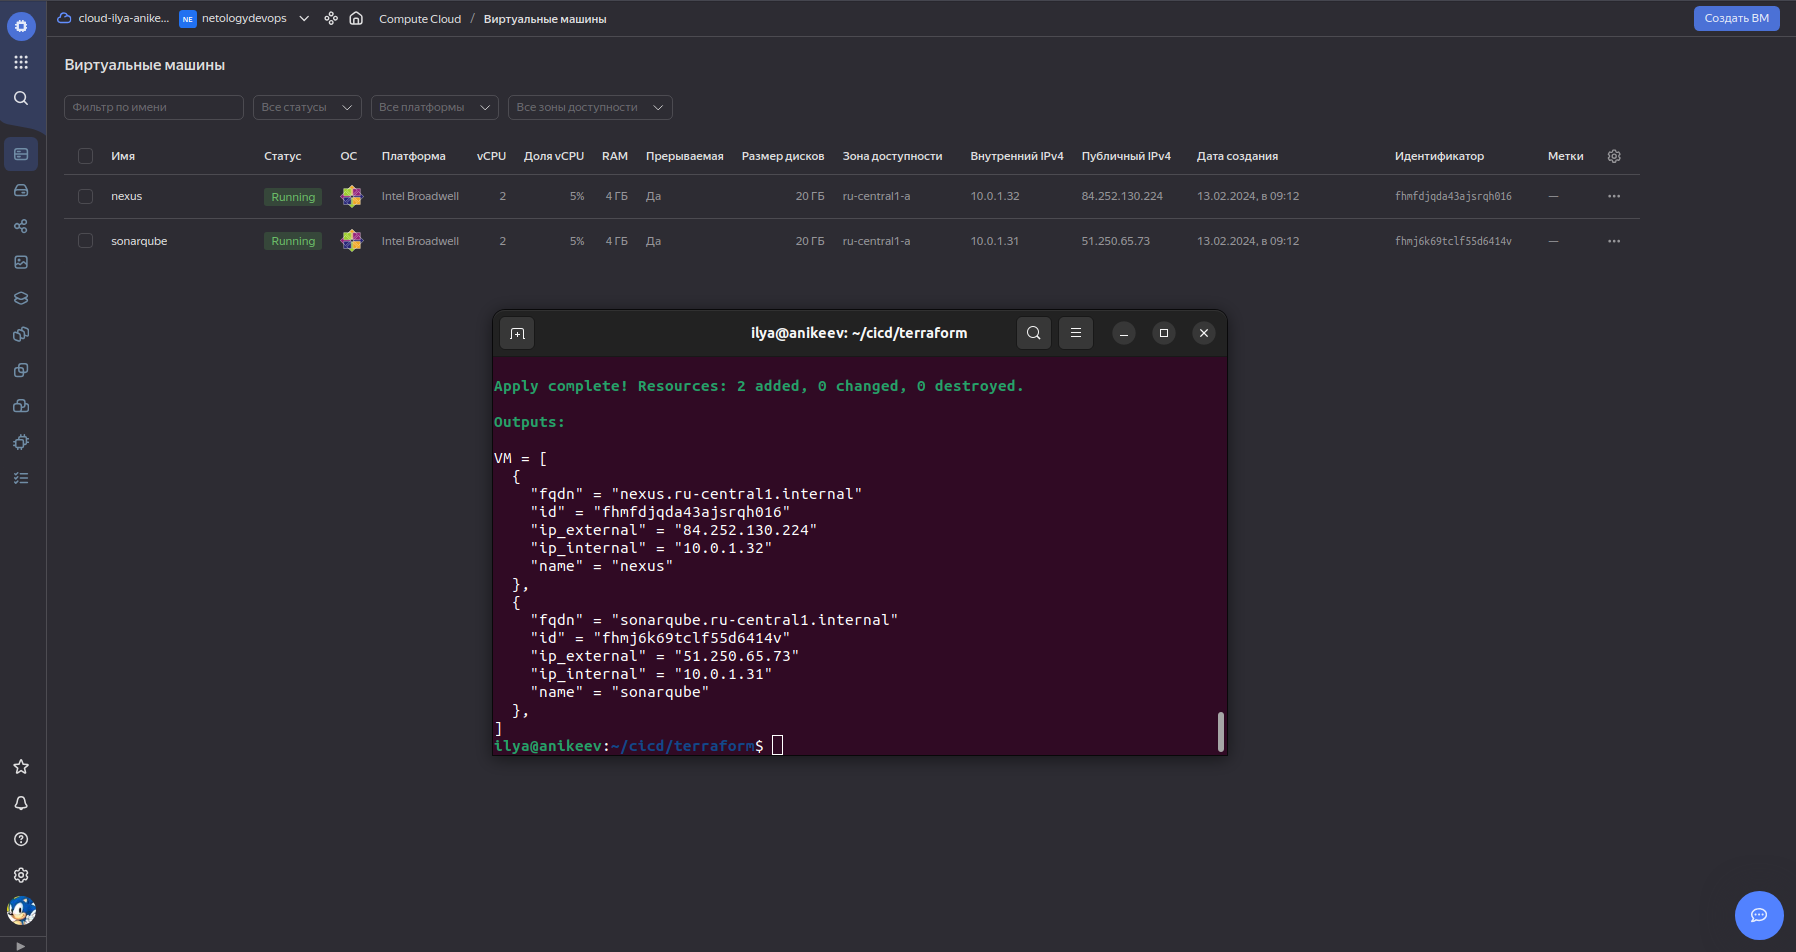 cloud-ilya-anike... NE netologydevops Compute Cloud / Виртуальные машины Создать ВМ
Виртуальные машины
Фильтр по имени Все статусы Все платформы Все зоны доступности
Имя Статус ОС Платформа vCPU Доля vCPU RAM Прерываемая Размер дисков Зона доступности Внутренний IPv4 Публичный IPv4 Дата создания Идентификатор Метки
nexus Running Intel Broadwell 2 5% 4 ГБ Да 20 ГБ ru-central1-a 10.0.1.32 84.252.130.224 13.02.2024, в 09:12 fhmfdjqda43ajsrqh016 —
sonarqube Running Intel Broadwell 2 5% 4 ГБ Да 20 ГБ ru-central1-a 10.0.1.31 51.250.65.73 13.02.2024, в 09:12 fhmj6k69tclf55d6414v —
ilya@anikeev: ~/cicd/terraform
Apply complete! Resources: 2 added, 0 changed, 0 destroyed.
Outputs:
VM = [
{
"fqdn" = "nexus.ru-central1.internal"
"id" = "fhmfdjqda43ajsrqh016"
"ip_external" = "84.252.130.224"
"ip_internal" = "10.0.1.32"
"name" = "nexus"
},
{
"fqdn" = "sonarqube.ru-central1.internal"
"id" = "fhmj6k69tclf55d6414v"
"ip_external" = "51.250.65.73"
"ip_internal" = "10.0.1.31"
"name" = "sonarqube"
},
]
ilya@anikeev:~/cicd/terraform$